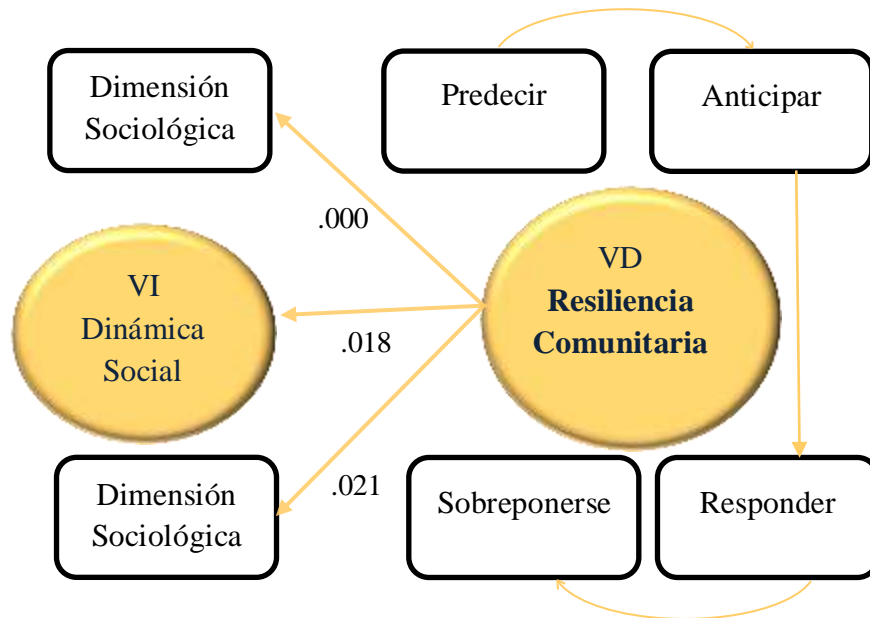 Dimensión
Sociológica
Predecir
Anticipar
.000
VI
Dinámica
Social
.018
VD
Resiliencia
Comunitaria
.021
Dimensión
Sociológica
Sobreponerse
Responder